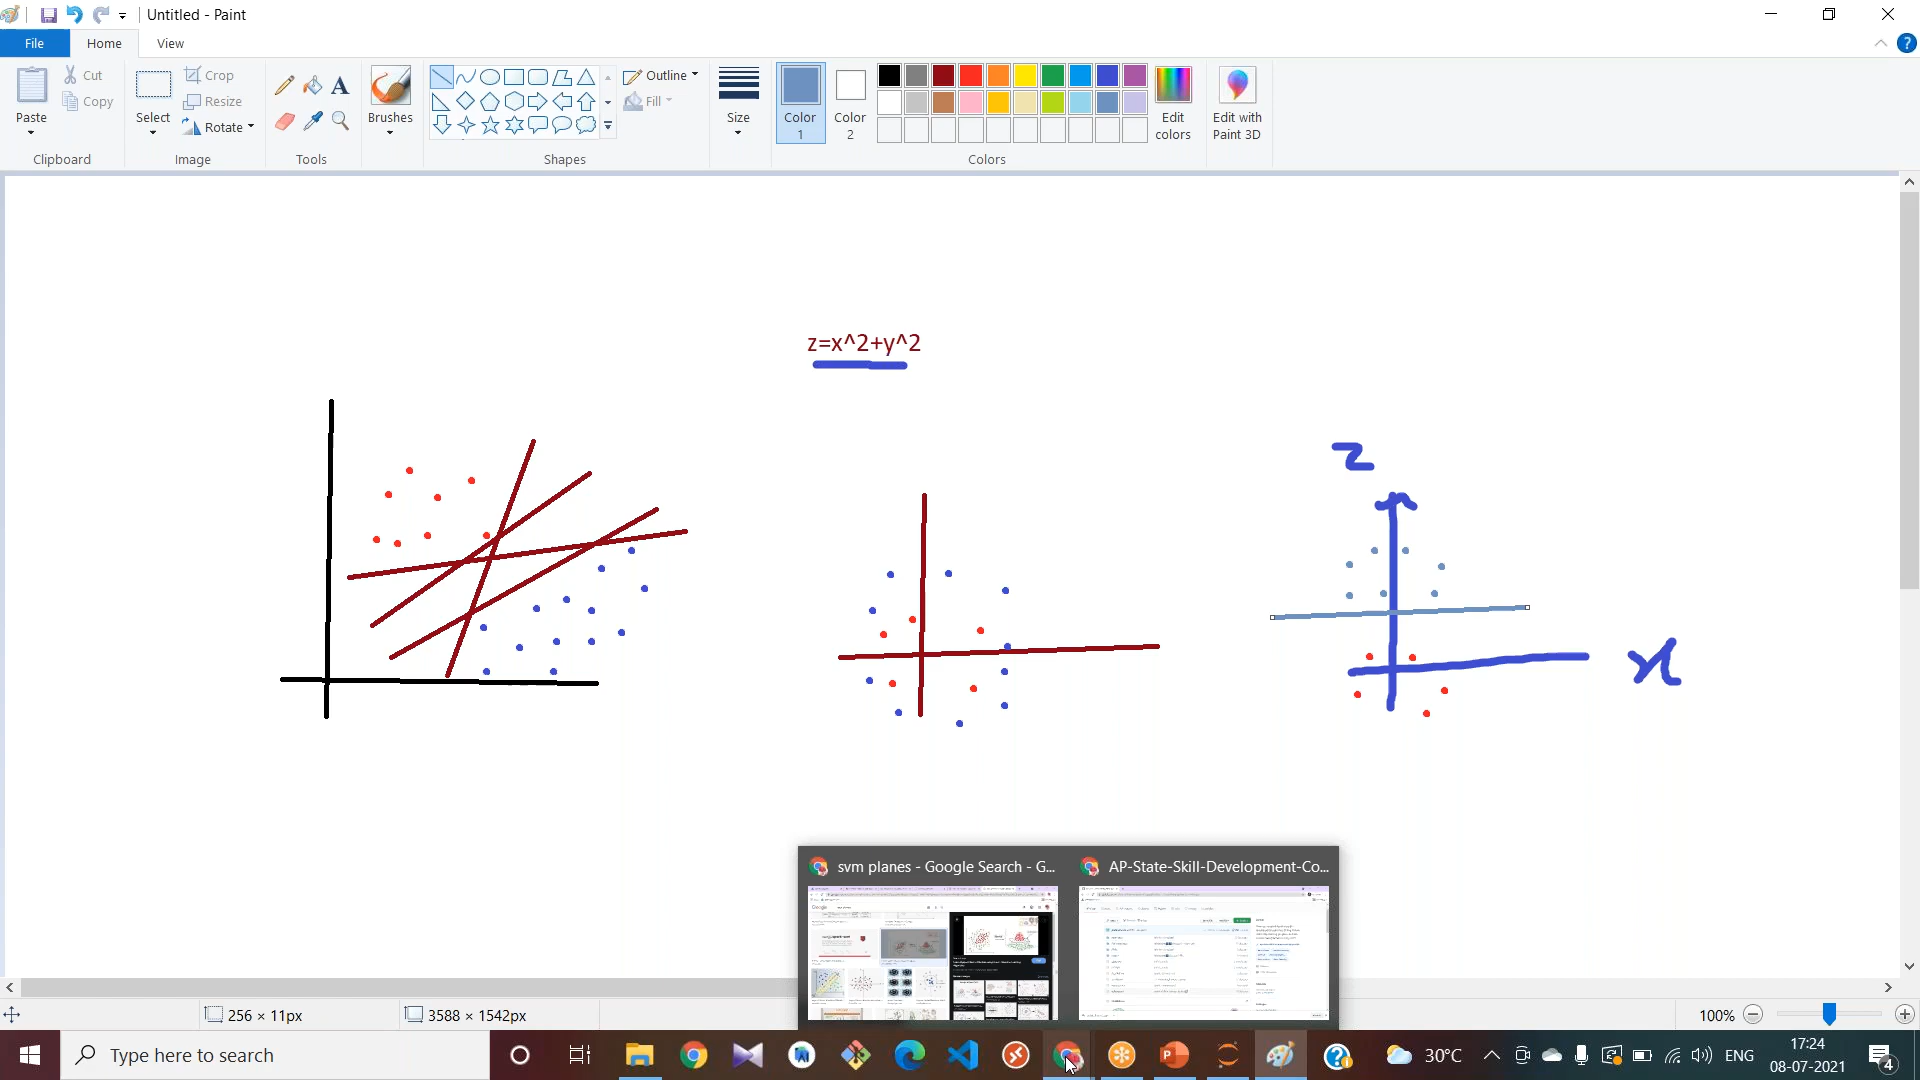 Untitled - Paint
File
Home
View
Paste
Cut
Copy
Clipboard
Select
Crop
Resize
Rotate
Image
Tools
Brushes
Shapes
Outline
Fill
Size
Color 1
Color 2
Edit colors
Edit with Paint 3D
Colors
z=x^2+y^2
z
x
svm planes - Google Search - G...
AP-State-Skill-Development-Co...
256 × 11px
3588 × 1542px
100%
Type here to search
30°C
ENG
17:24
08-07-2021
4